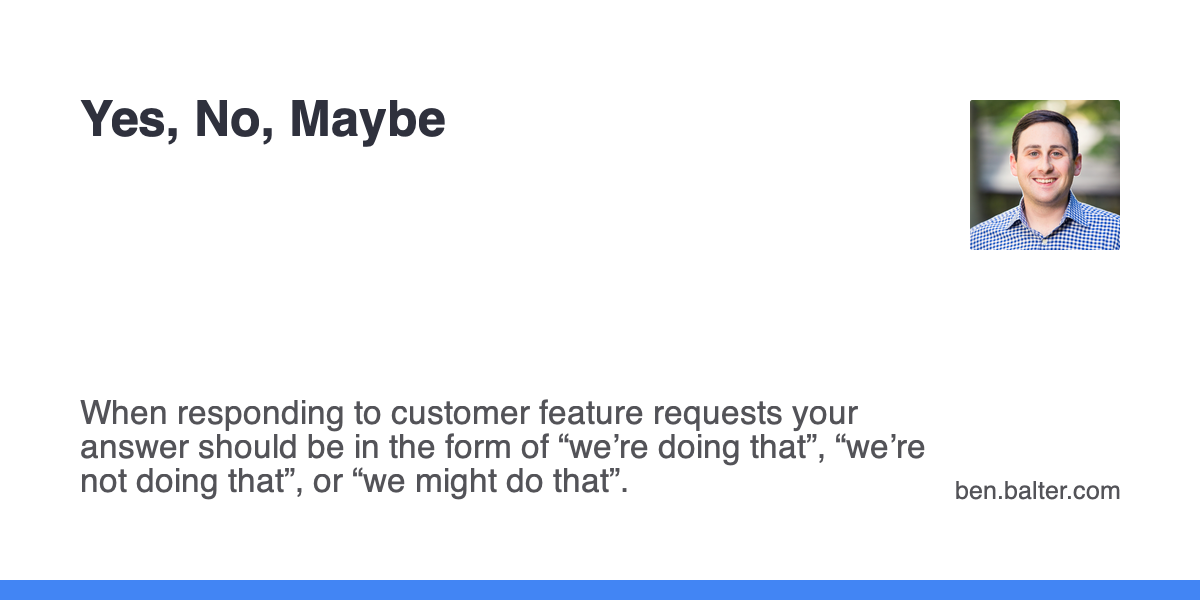 Yes, No, Maybe
When responding to customer feature requests your
answer should be in the form of “we’re doing that”, “we’re
not doing that”, or “we might do that”.
ben.balter.com